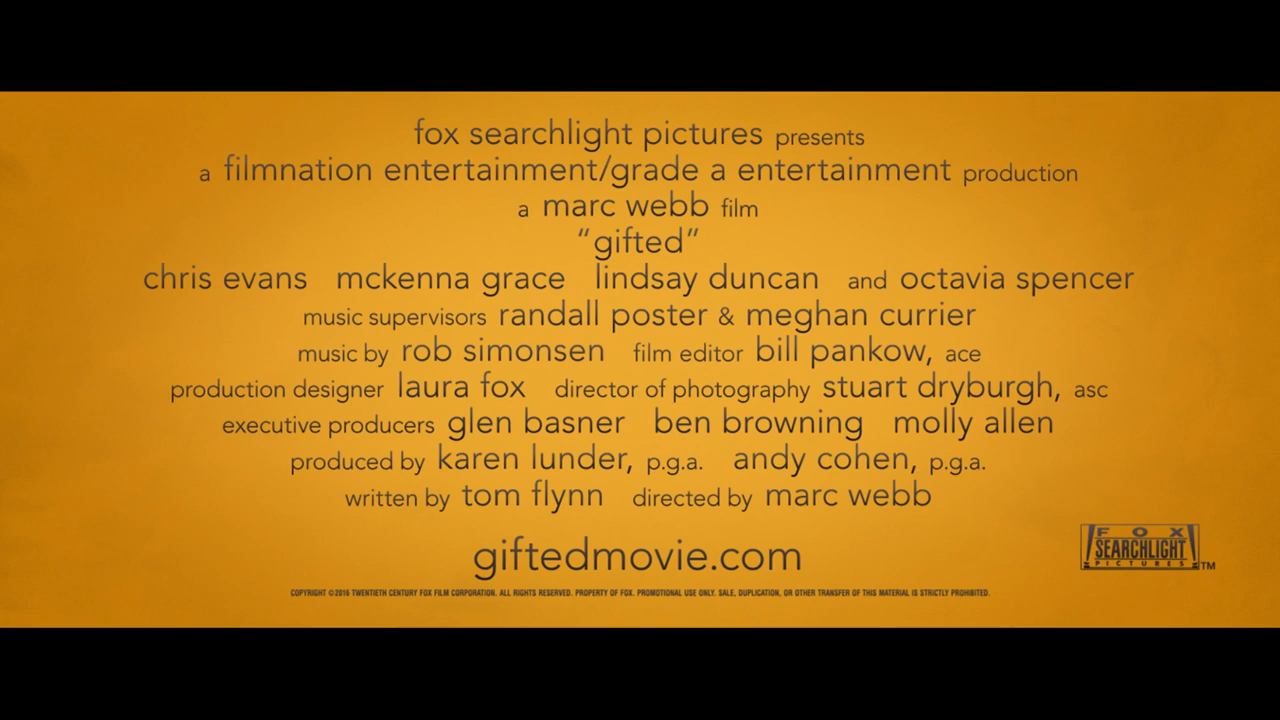 fox searchlight pictures presents
a filmnation entertainment/grade a entertainment production
a marc webb film
“gifted”
chris evans mckenna grace lindsay duncan and octavia spencer
music supervisors randall poster & meghan currier
music by rob simonsen film editor bill pankow, ace
production designer laura fox director of photography stuart dryburgh, asc
executive producers glen basner ben browning molly allen
produced by karen lunder, p.g.a. andy cohen, p.g.a.
written by tom flynn directed by marc webb
giftedmovie.com
FOX
SEARCHLIGHT
PICTURES TM
COPYRIGHT ©2016 TWENTIETH CENTURY FOX FILM CORPORATION. ALL RIGHTS RESERVED. PROPERTY OF FOX. PROMOTIONAL USE ONLY. SALE, DUPLICATION, OR OTHER TRANSFER OF THIS MATERIAL IS STRICTLY PROHIBITED.